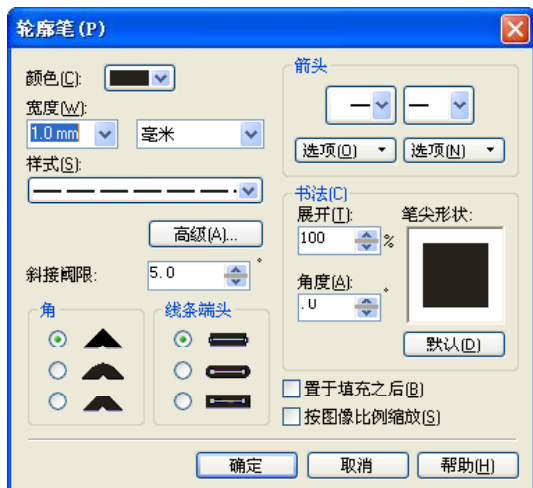 轮廓笔(P)
颜色(C):
宽度(W):
1.0 mm
毫米
样式(S):
高级(A)...
斜接阈限:
5.0
°
角
线条端头
箭头
选项(O)
选项(N)
书法(C)
展开(T):
笔尖形状:
100
%
角度(A):
.0
°
默认(D)
置于填充之后(B)
按图像比例缩放(S)
确定
取消
帮助(H)